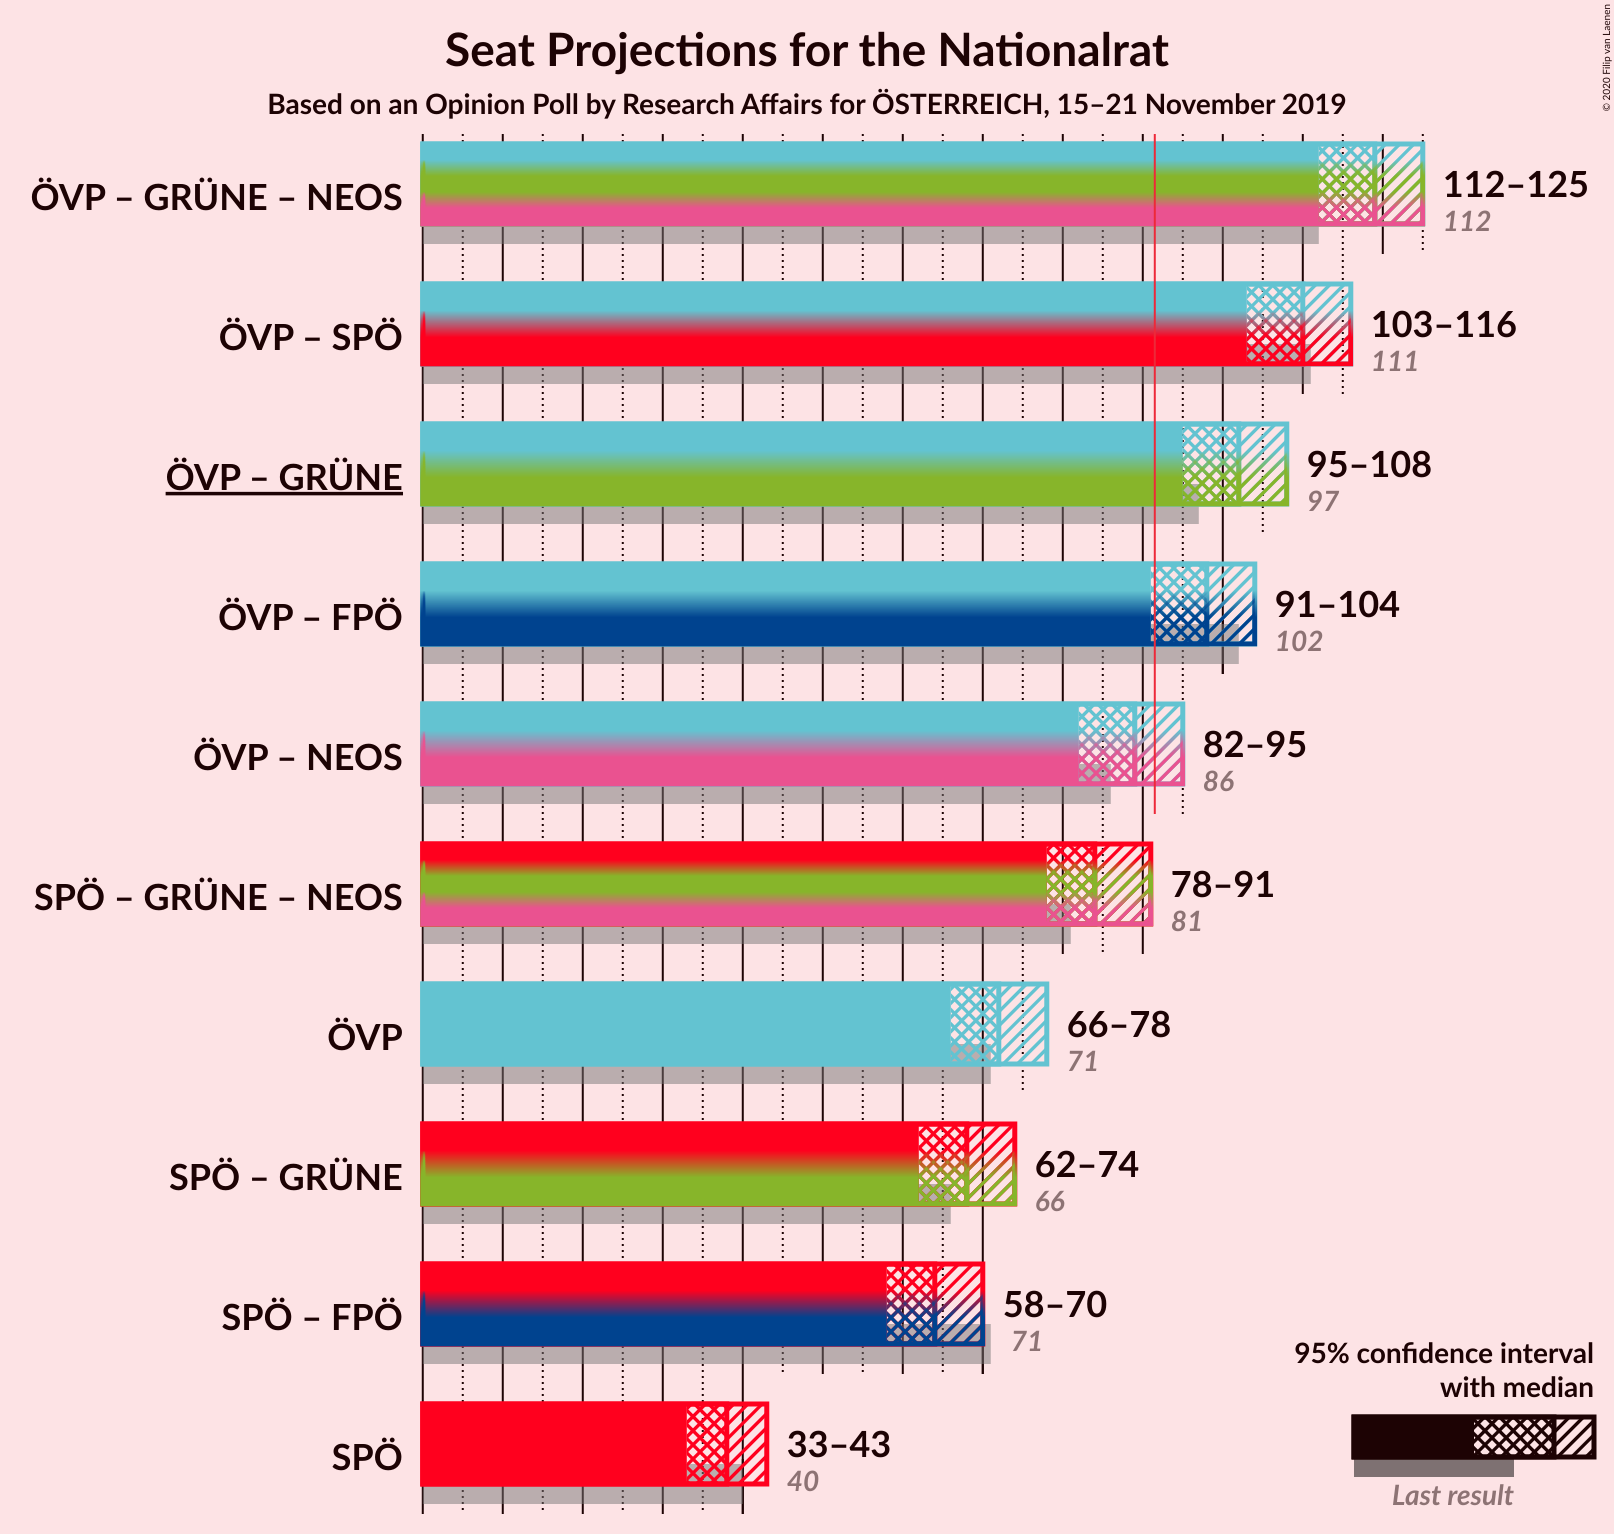 Seat Projections for the Nationalrat
Based on an Opinion Poll by Research Affairs for ÖSTERREICH, 15–21 November 2019
© 2020 Filip van Laenen
ÖVP – GRÜNE – NEOS
112–125
112
ÖVP – SPÖ
103–116
111
ÖVP – GRÜNE
95–108
97
ÖVP – FPÖ
91–104
102
ÖVP – NEOS
82–95
86
SPÖ – GRÜNE – NEOS
78–91
81
ÖVP
66–78
71
SPÖ – GRÜNE
62–74
66
SPÖ – FPÖ
58–70
71
SPÖ
33–43
40
95% confidence interval
with median
Last result